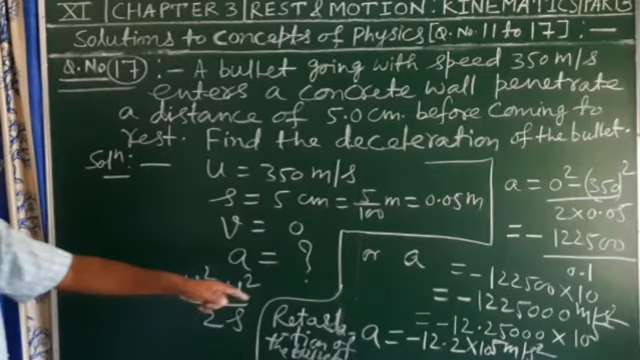 XI | CHAPTER 3 | REST & MOTION: KINEMATICS | PART 3
Solutions to Concepts of Physics [Q. No. 11 to 17] :—
Q. No. 17 :- A bullet going with speed 350 m/s
enters a concrete wall penetrate
a distance of 5.0 cm. before coming to
rest. Find the deceleration of the bullet.
Solⁿ: —
u = 350 m/s
s = 5 cm = 5/100 m = 0.05 m
v = 0
a = ?
2s
a = 0² - (350)²
2 × 0.05
= - 122500
0.1
or a = - 122500 × 10
= - 1225000 m/s²
= - 12.25000 × 10⁵
a = - 12.2 × 10⁵ m/s²
of the bullet